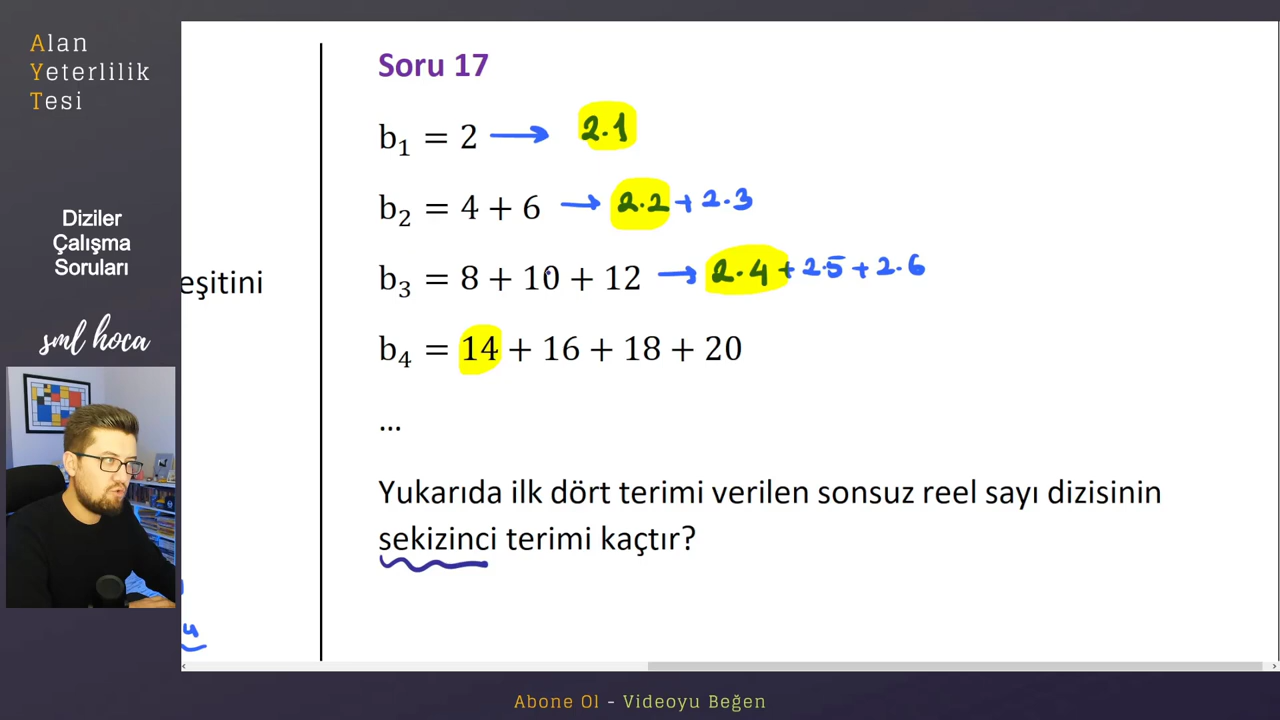 Alan
Yeterlilik
Tesi
Diziler
Çalışma
Soruları
sml hoca
eşitini
4
Soru 17
b₁ = 2 → 2.1
b₂ = 4 + 6 → 2.2 + 2.3
b₃ = 8 + 10 + 12 → 2.4 + 2.5 + 2.6
b₄ = 14 + 16 + 18 + 20
...
Yukarıda ilk dört terimi verilen sonsuz reel sayı dizisinin
sekizinci terimi kaçtır?
Abone Ol - Videoyu Beğen